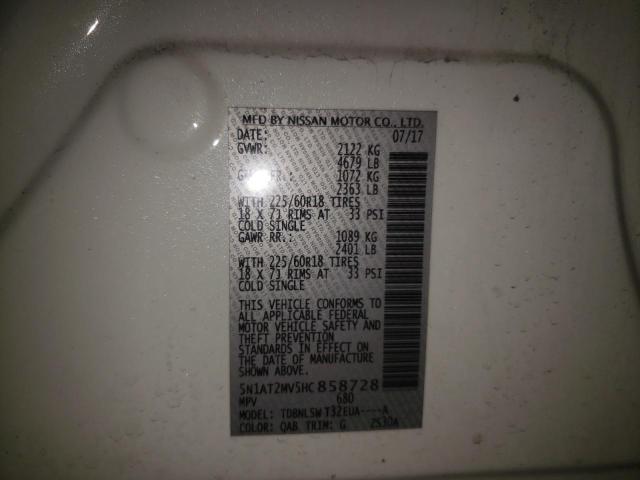 MFD BY NISSAN MOTOR CO., LTD.
DATE: 07/17
GVWR: 2122 KG
4679 LB
GAWR FR.: 1072 KG
2363 LB
WITH 225/60R18 TIRES
18 X 7J RIMS AT 33 PSI
COLD SINGLE
GAWR RR.: 1089 KG
2401 LB
WITH 225/60R18 TIRES
18 X 7J RIMS AT 33 PSI
COLD SINGLE
THIS VEHICLE CONFORMS TO
ALL APPLICABLE FEDERAL
MOTOR VEHICLE SAFETY AND
THEFT PREVENTION
STANDARDS IN EFFECT ON
THE DATE OF MANUFACTURE
SHOWN ABOVE.
5N1AT2MV5HC858728
MPV 680
MODEL: TDBNLSW T32EUA----A
COLOR: QAB TRIM: G 2S30A